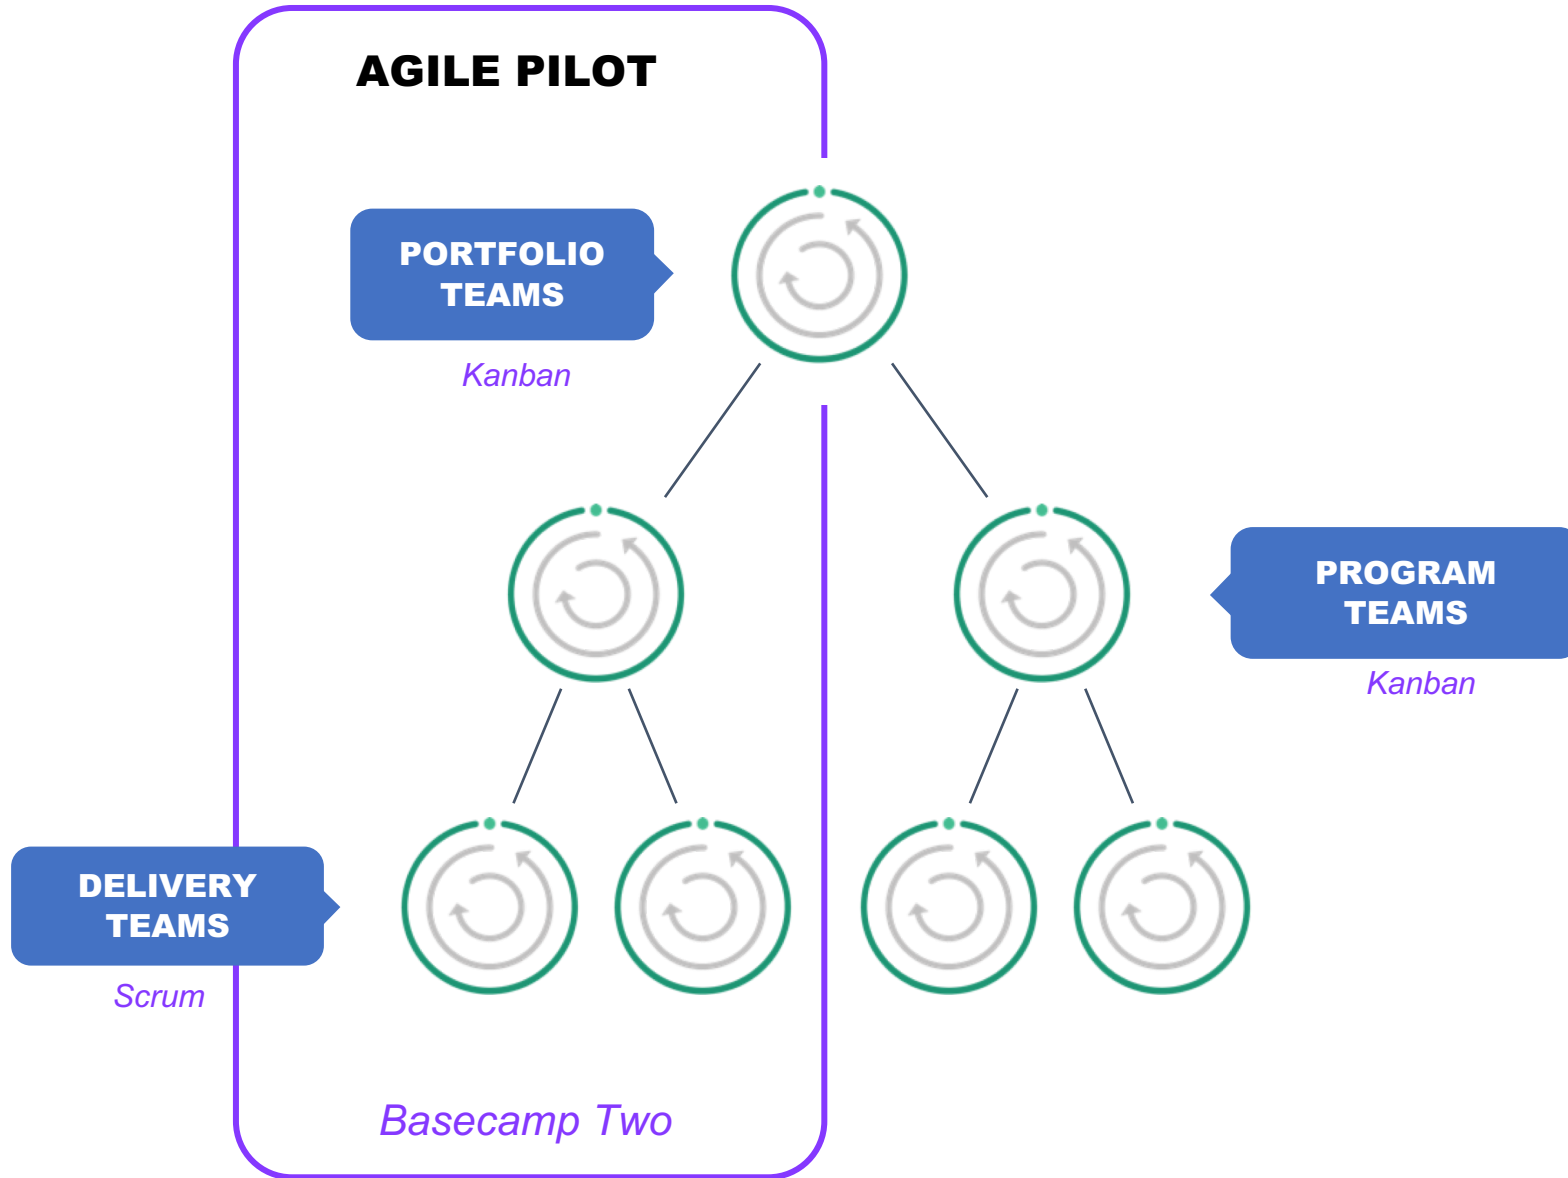 AGILE PILOT
PORTFOLIO
TEAMS
Kanban
PROGRAM
TEAMS
Kanban
DELIVERY
TEAMS
Scrum
Basecamp Two